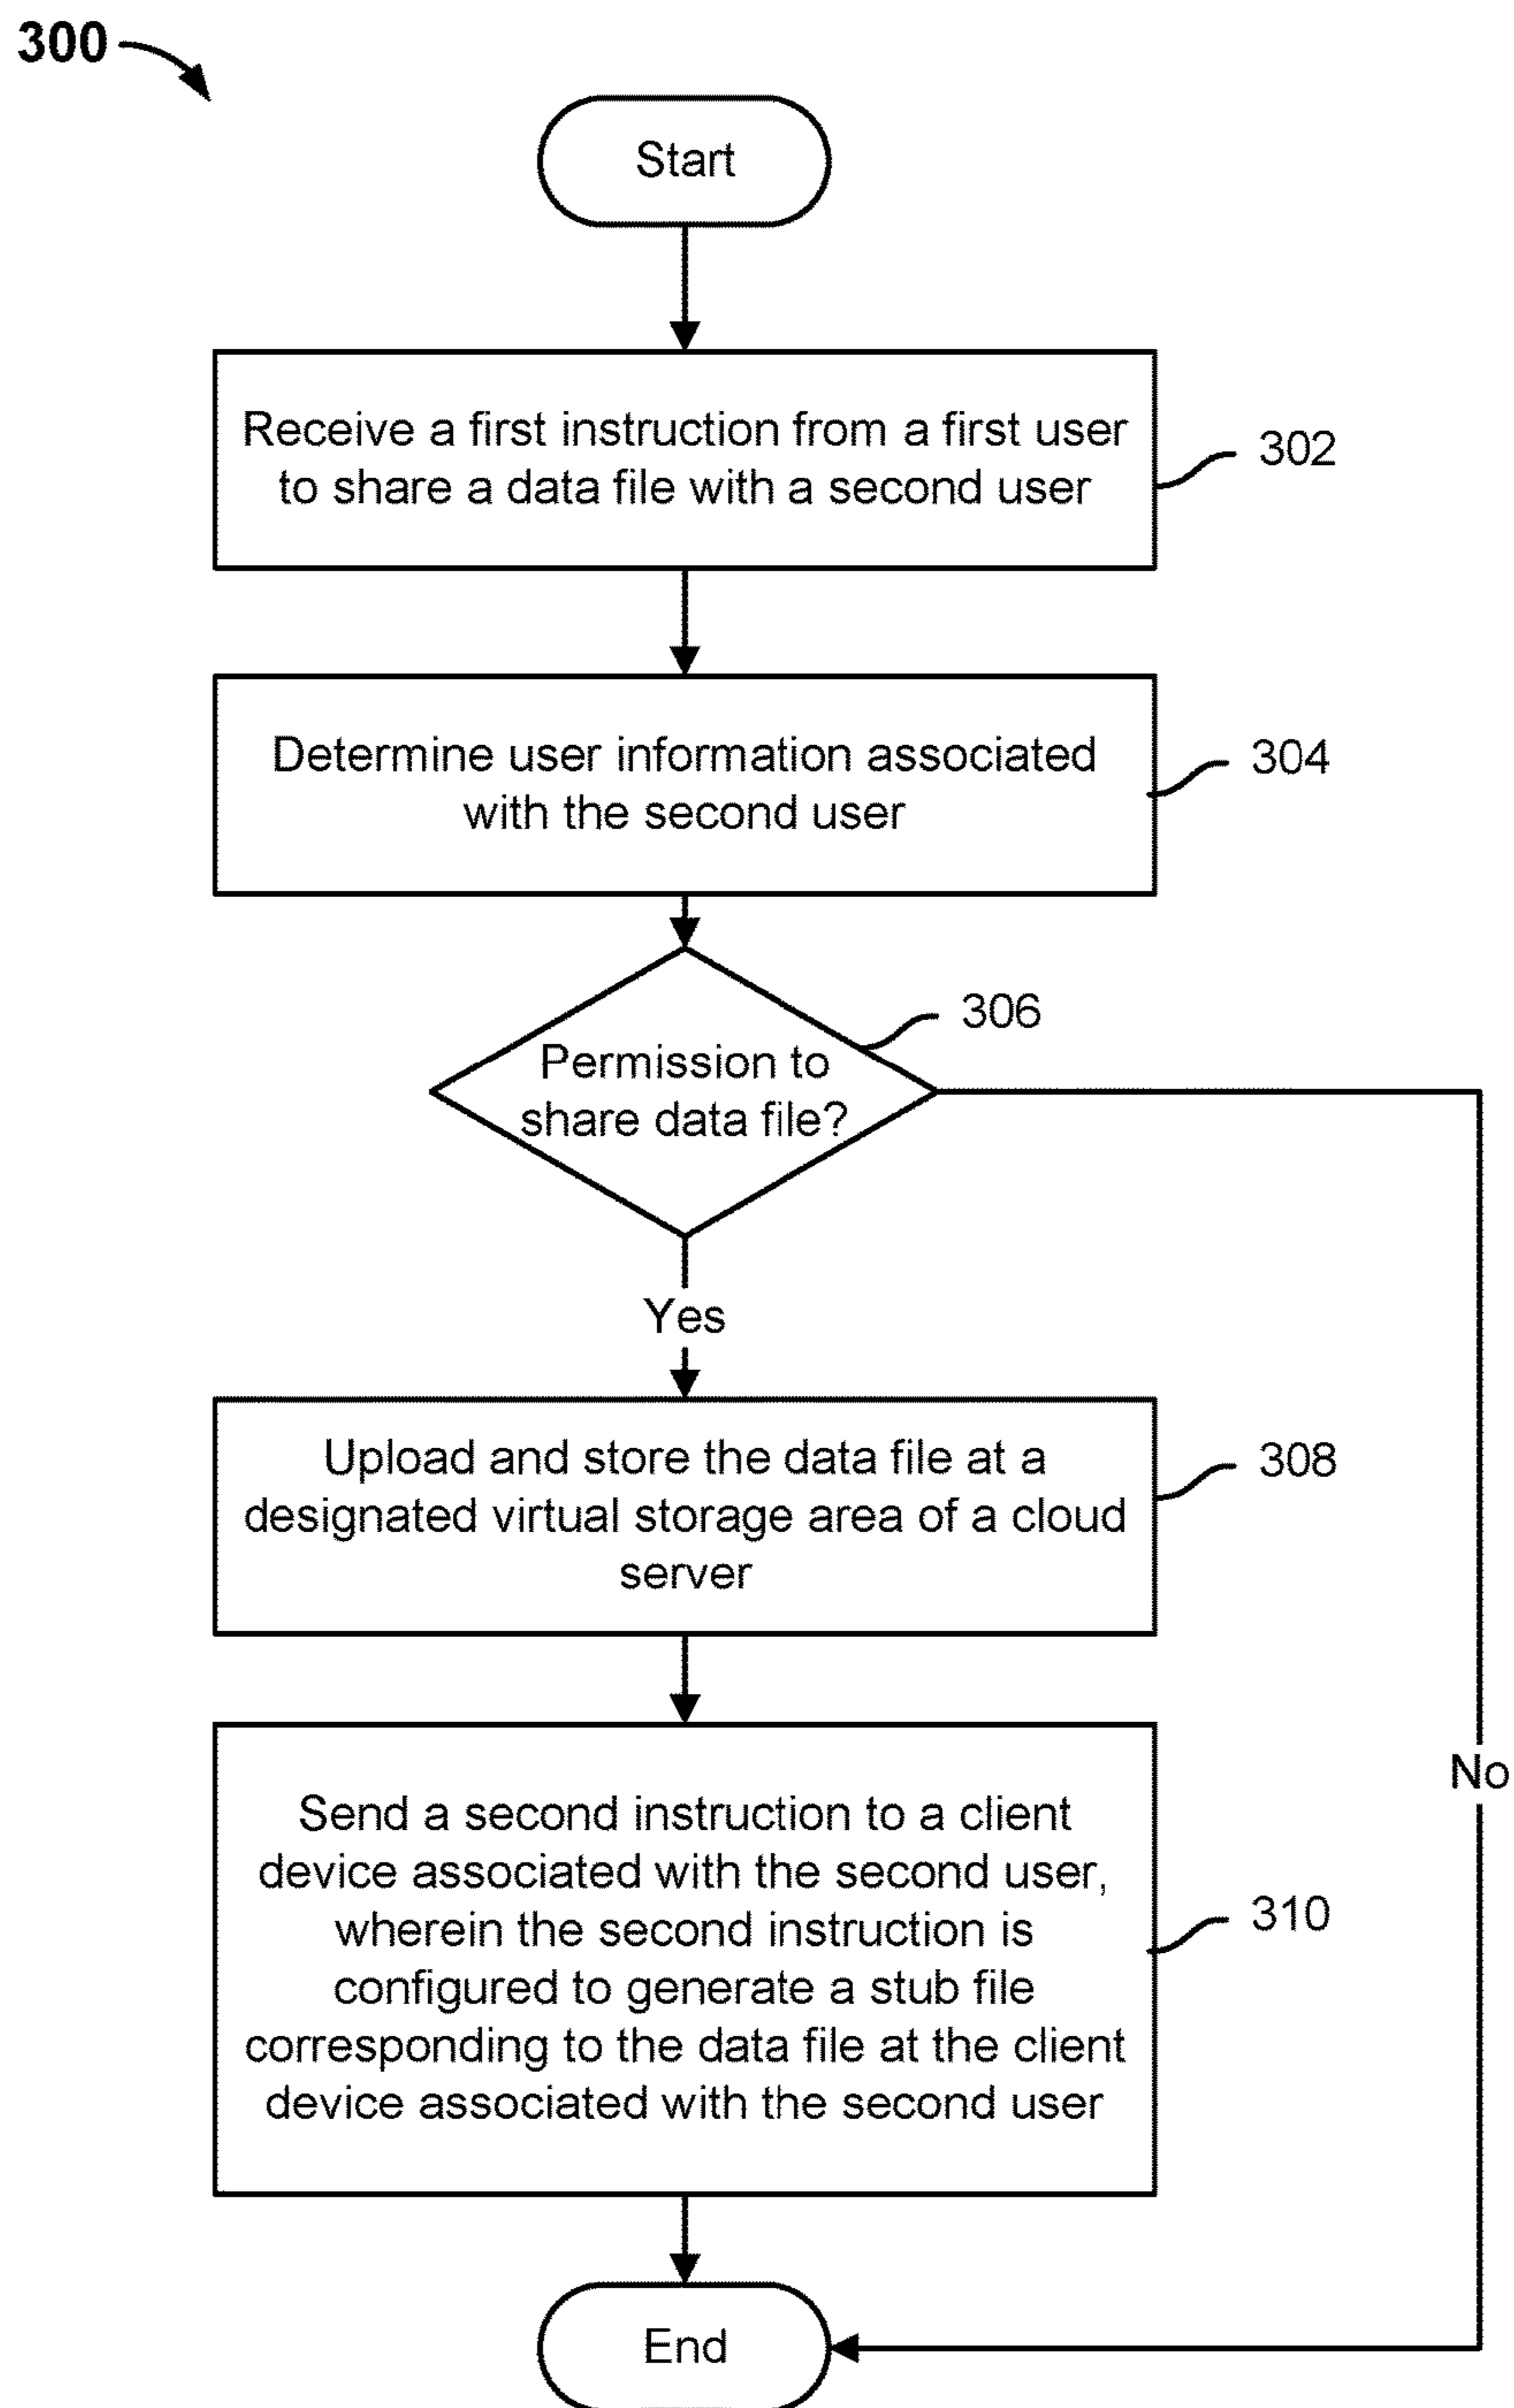 300
Start
Receive a first instruction from a first user
to share a data file with a second user
302
Determine user information associated
with the second user
304
306
Permission to
share data file?
Yes
Upload and store the data file at a
designated virtual storage area of a cloud
server
308
No
Send a second instruction to a client
device associated with the second user,
wherein the second instruction is
configured to generate a stub file
corresponding to the data file at the client
device associated with the second user
310
End